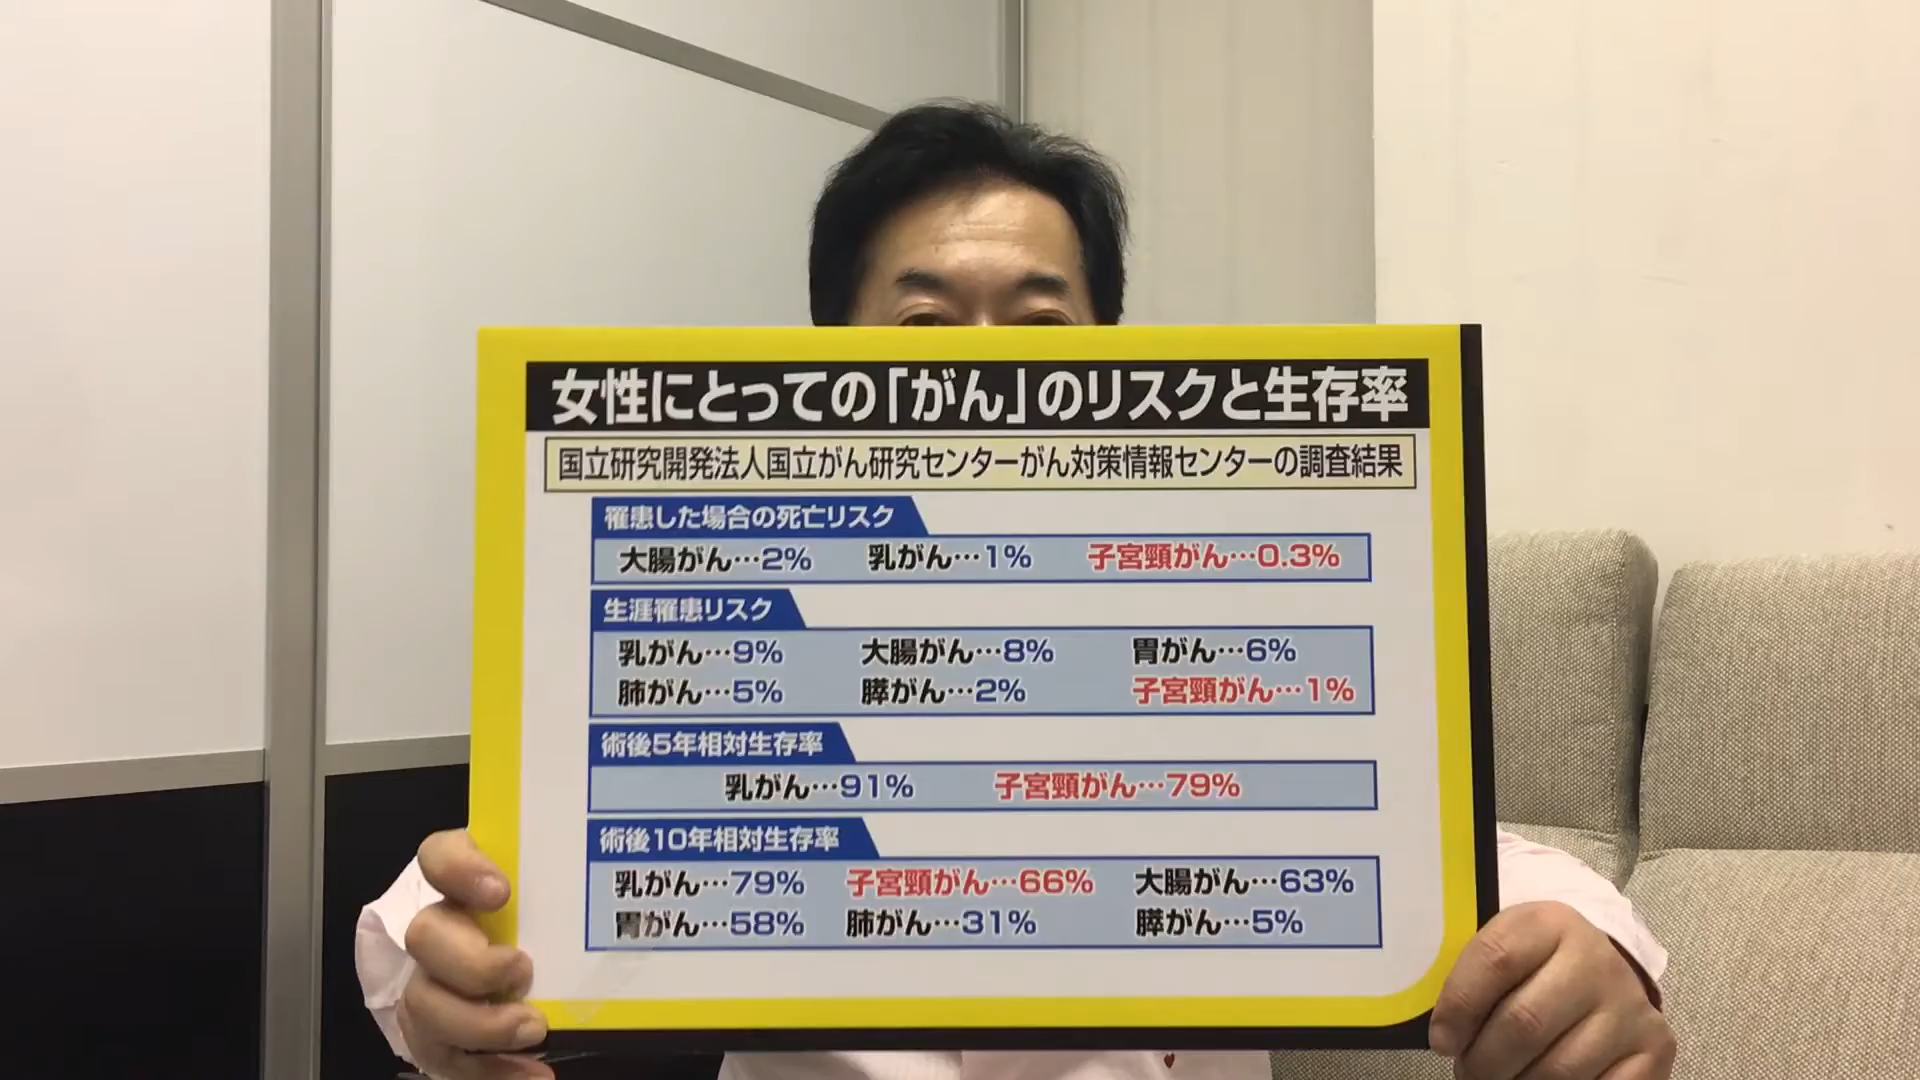 女性にとっての「がん」のリスクと生存率
国立研究開発法人国立がん研究センターがん対策情報センターの調査結果
罹患した場合の死亡リスク
大腸がん…2% 乳がん…1% 子宮頸がん…0.3%
生涯罹患リスク
乳がん…9% 大腸がん…8% 胃がん…6%
肺がん…5% 膵がん…2% 子宮頸がん…1%
術後5年相対生存率
乳がん…91% 子宮頸がん…79%
術後10年相対生存率
乳がん…79% 子宮頸がん…66% 大腸がん…63%
胃がん…58% 肺がん…31% 膵がん…5%